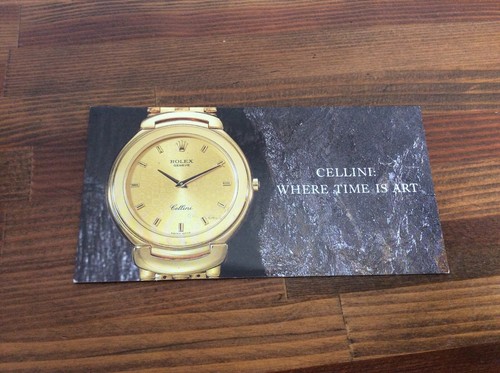 ROLEX
GENEVE
Cellini
CELLINI:
WHERE TIME IS ART